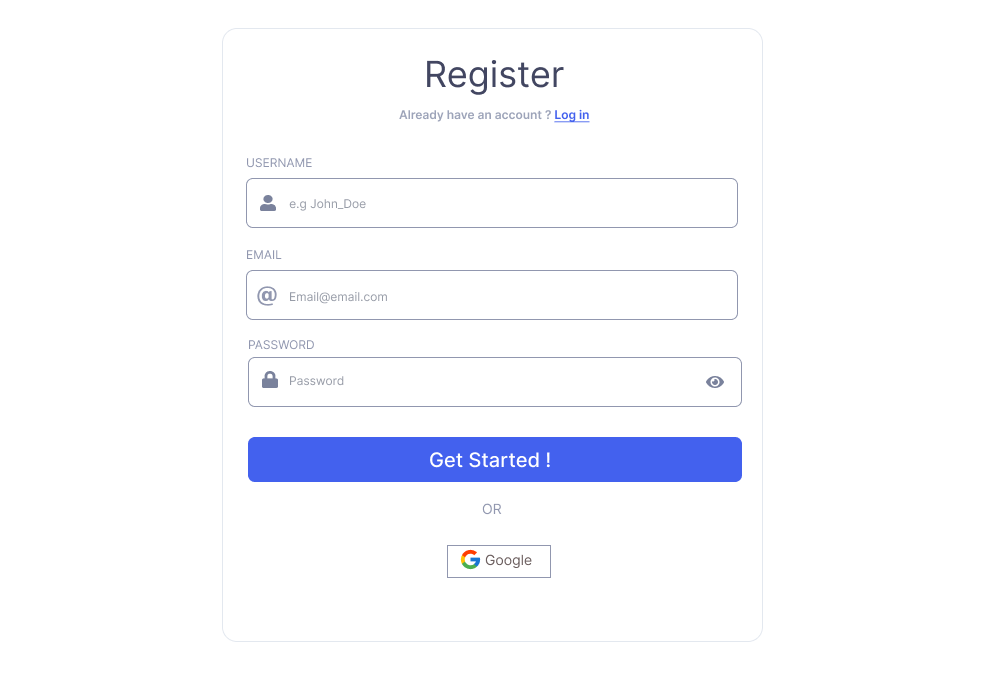 Register
Already have an account ? Log in
USERNAME
e.g John_Doe
EMAIL
@ Email@email.com
PASSWORD
Password
Get Started !
OR
Google